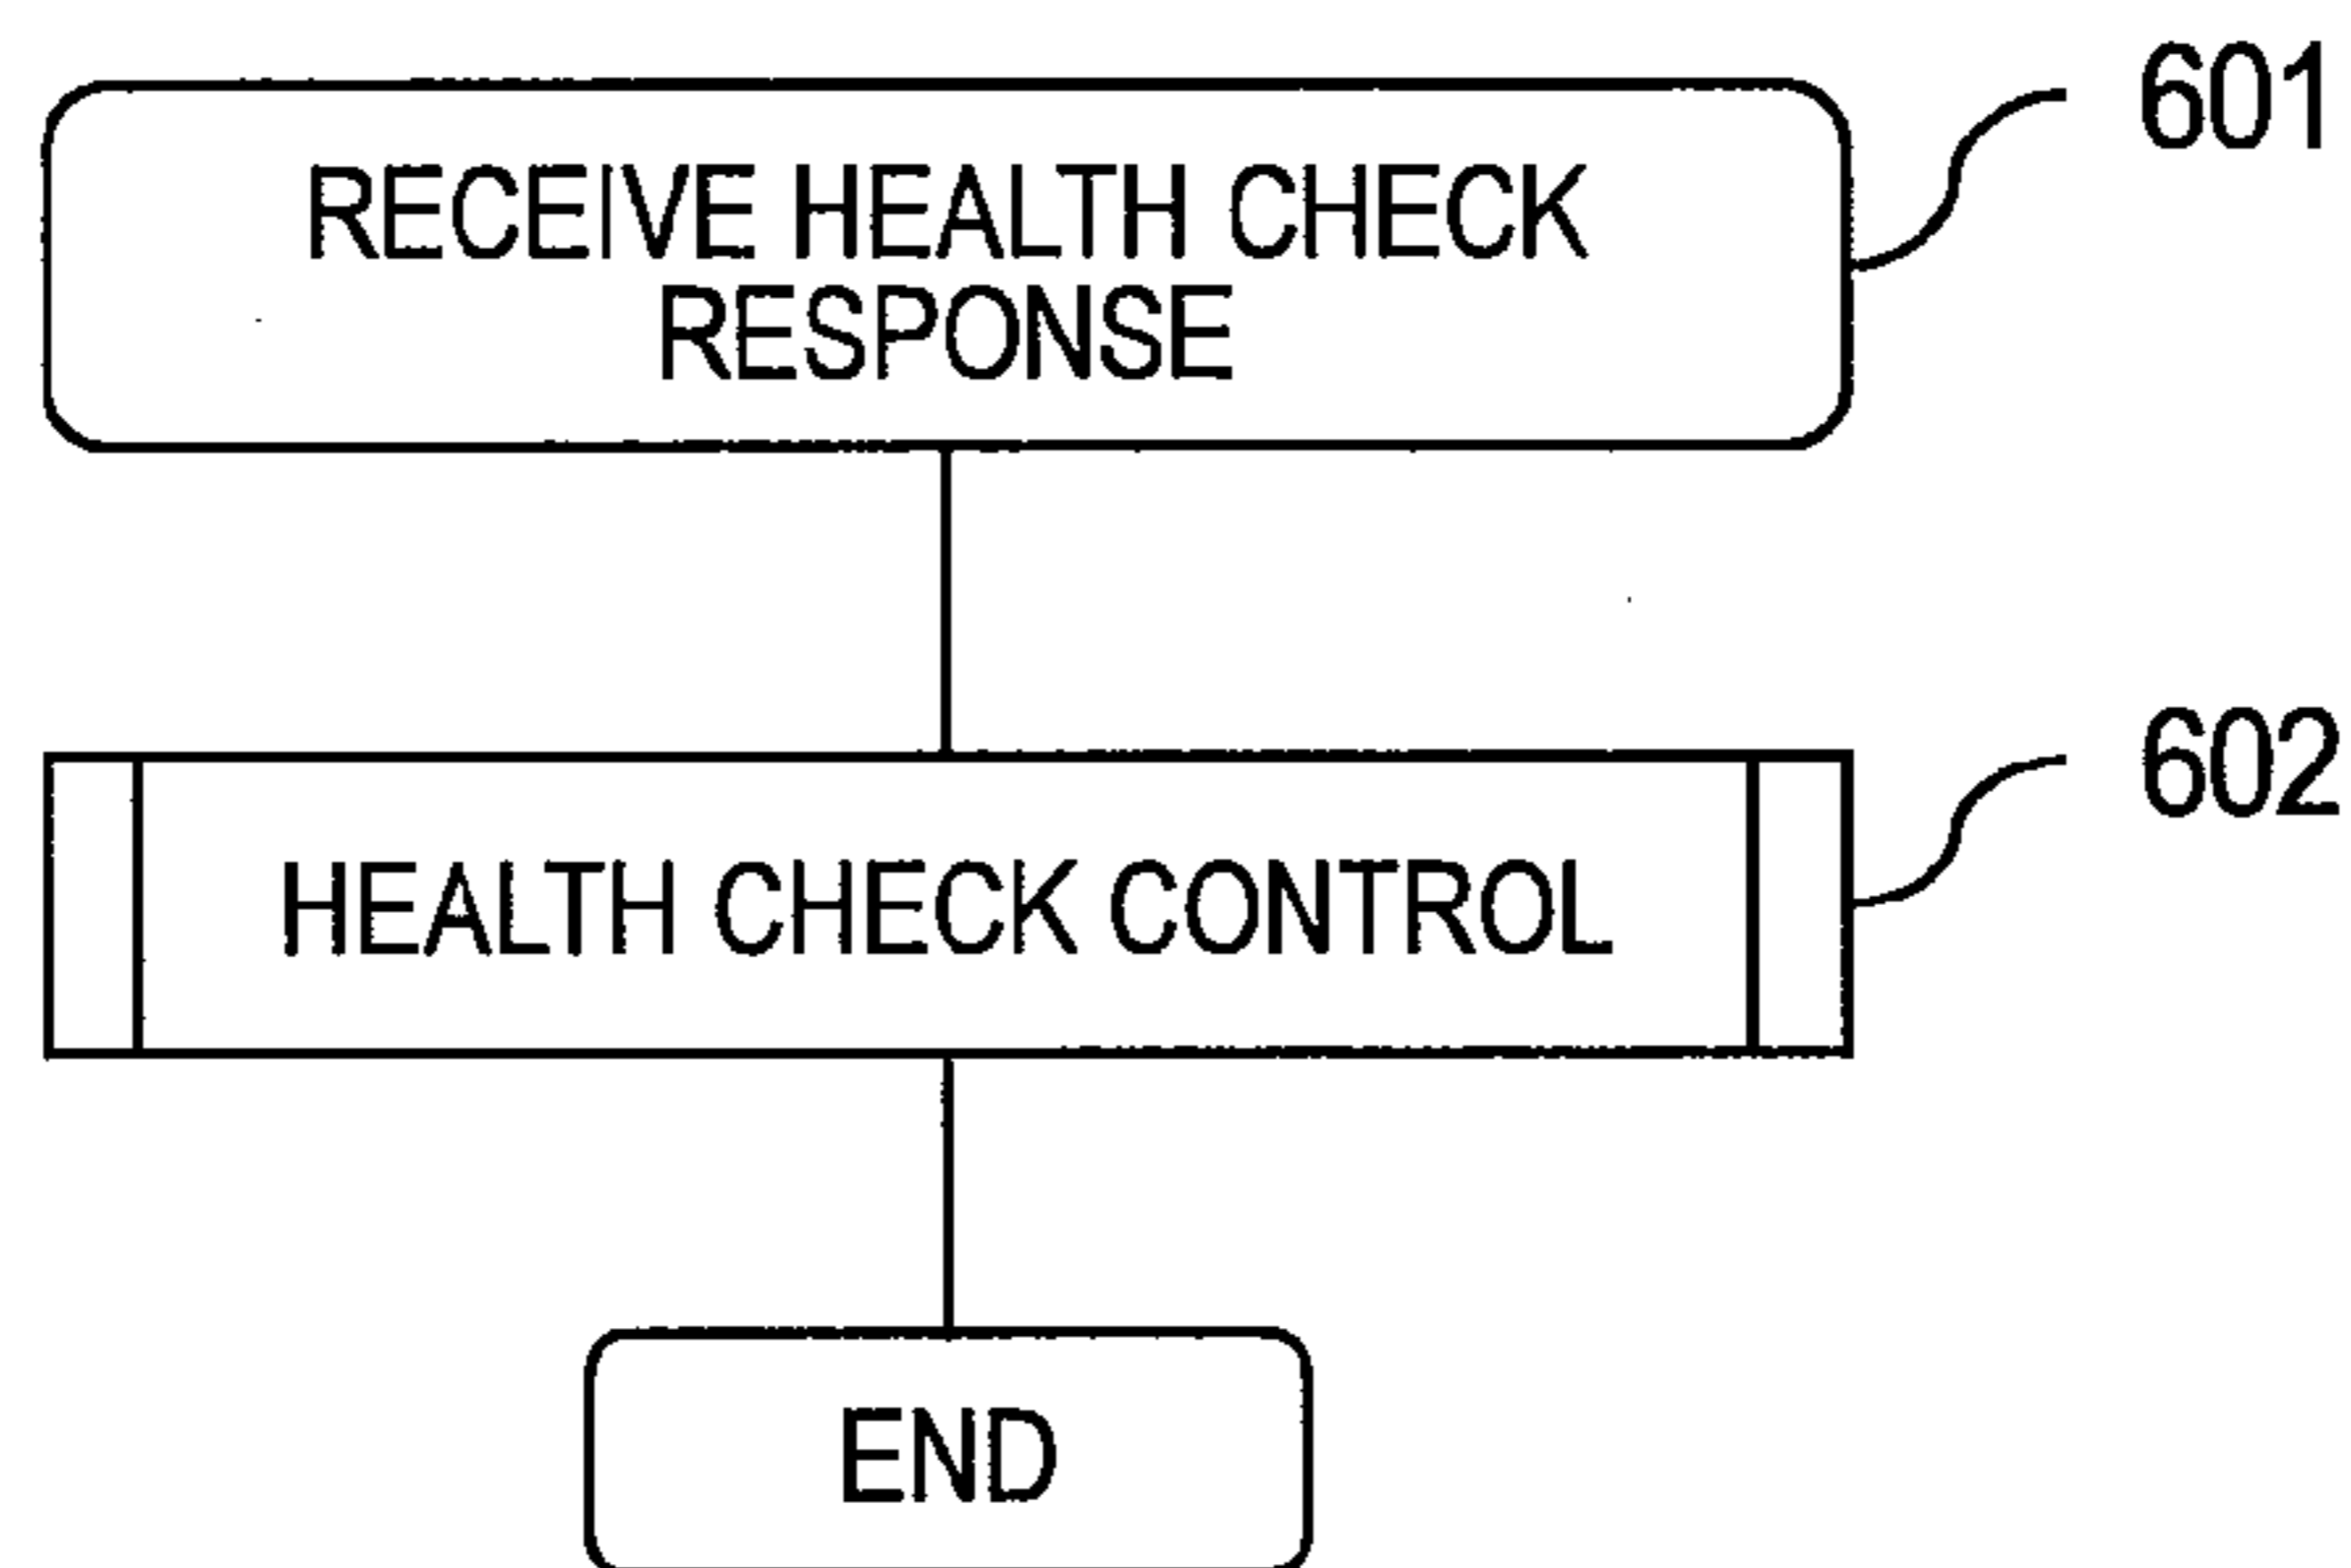 601
RECEIVE HEALTH CHECK
RESPONSE
602
HEALTH CHECK CONTROL
END